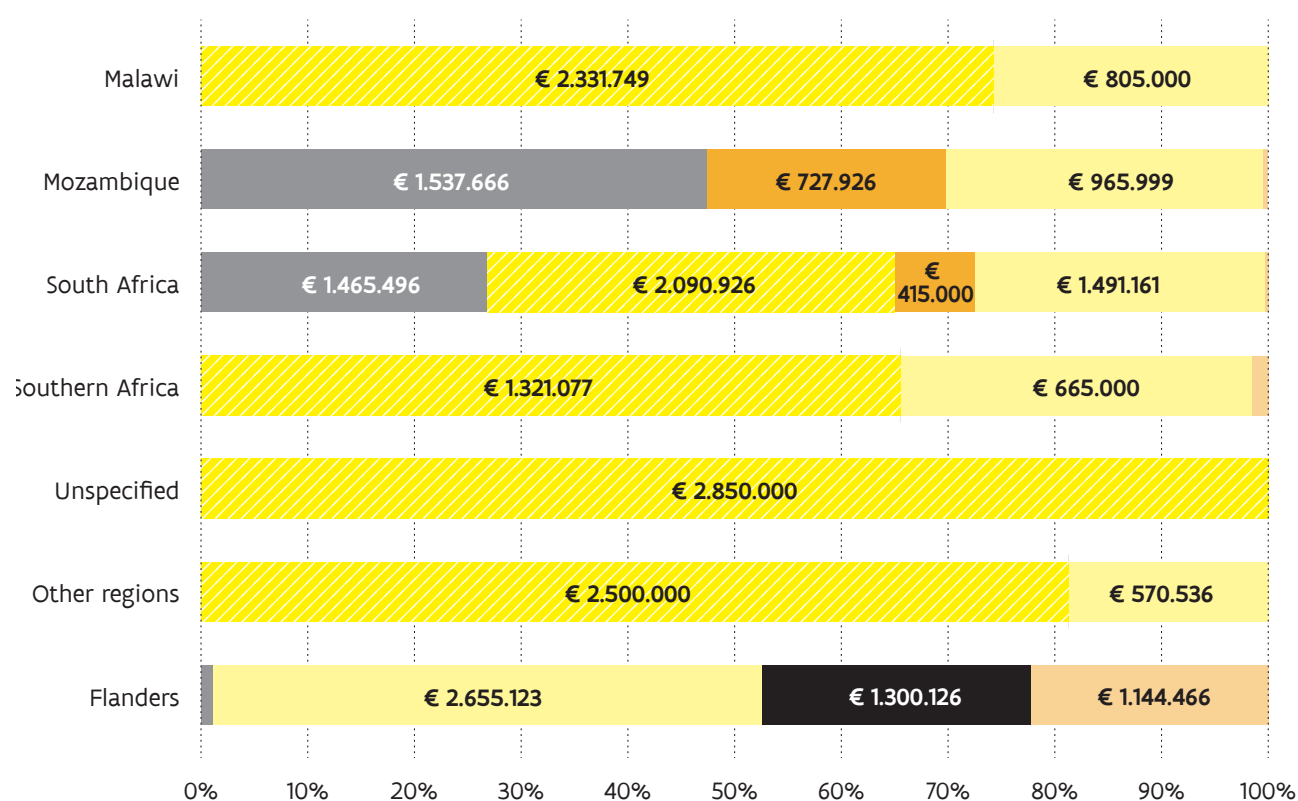 Malawi € 2.331.749 € 805.000
Mozambique € 1.537.666 € 727.926 € 965.999
South Africa € 1.465.496 € 2.090.926 € 415.000 € 1.491.161
Southern Africa € 1.321.077 € 665.000
Unspecified € 2.850.000
Other regions € 2.500.000 € 570.536
Flanders € 2.655.123 € 1.300.126 € 1.144.466
0% 10% 20% 30% 40% 50% 60% 70% 80% 90% 100%